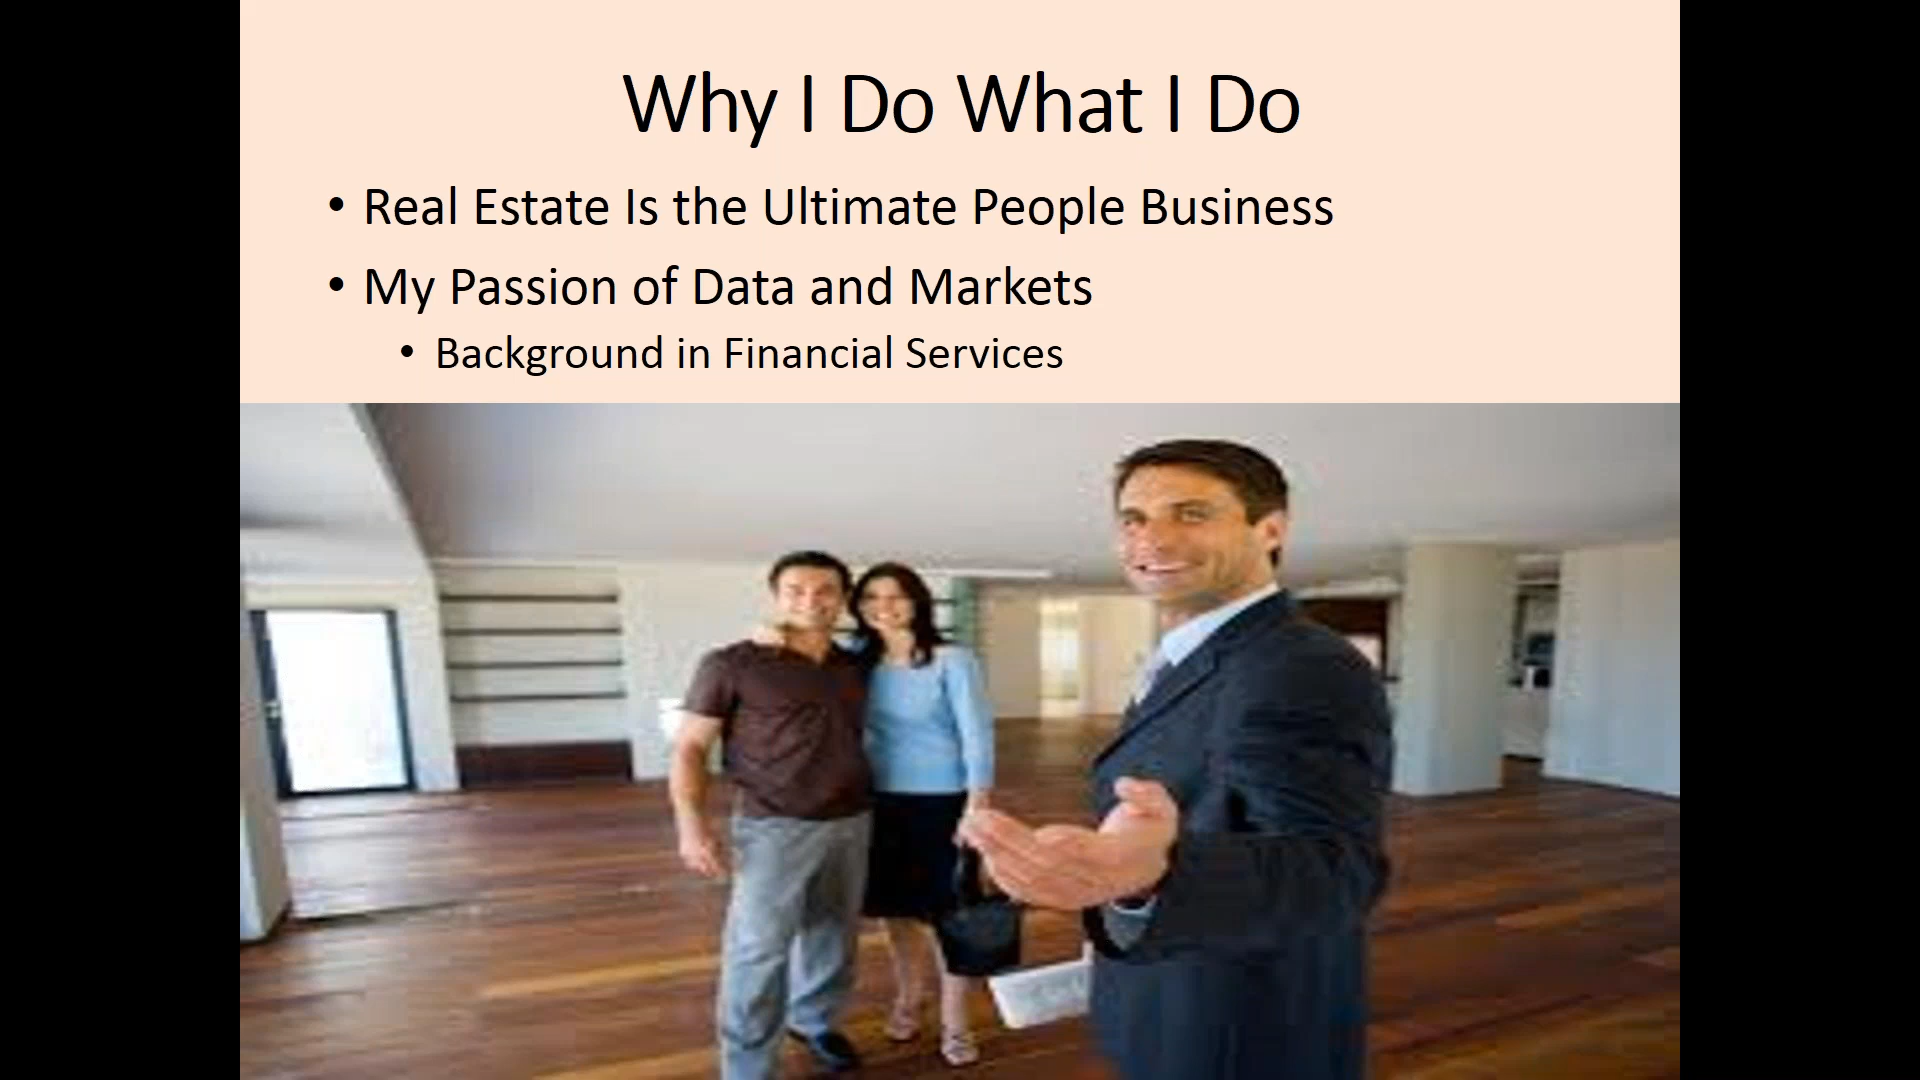 Why I Do What I Do
• Real Estate Is the Ultimate People Business
• My Passion of Data and Markets
• Background in Financial Services